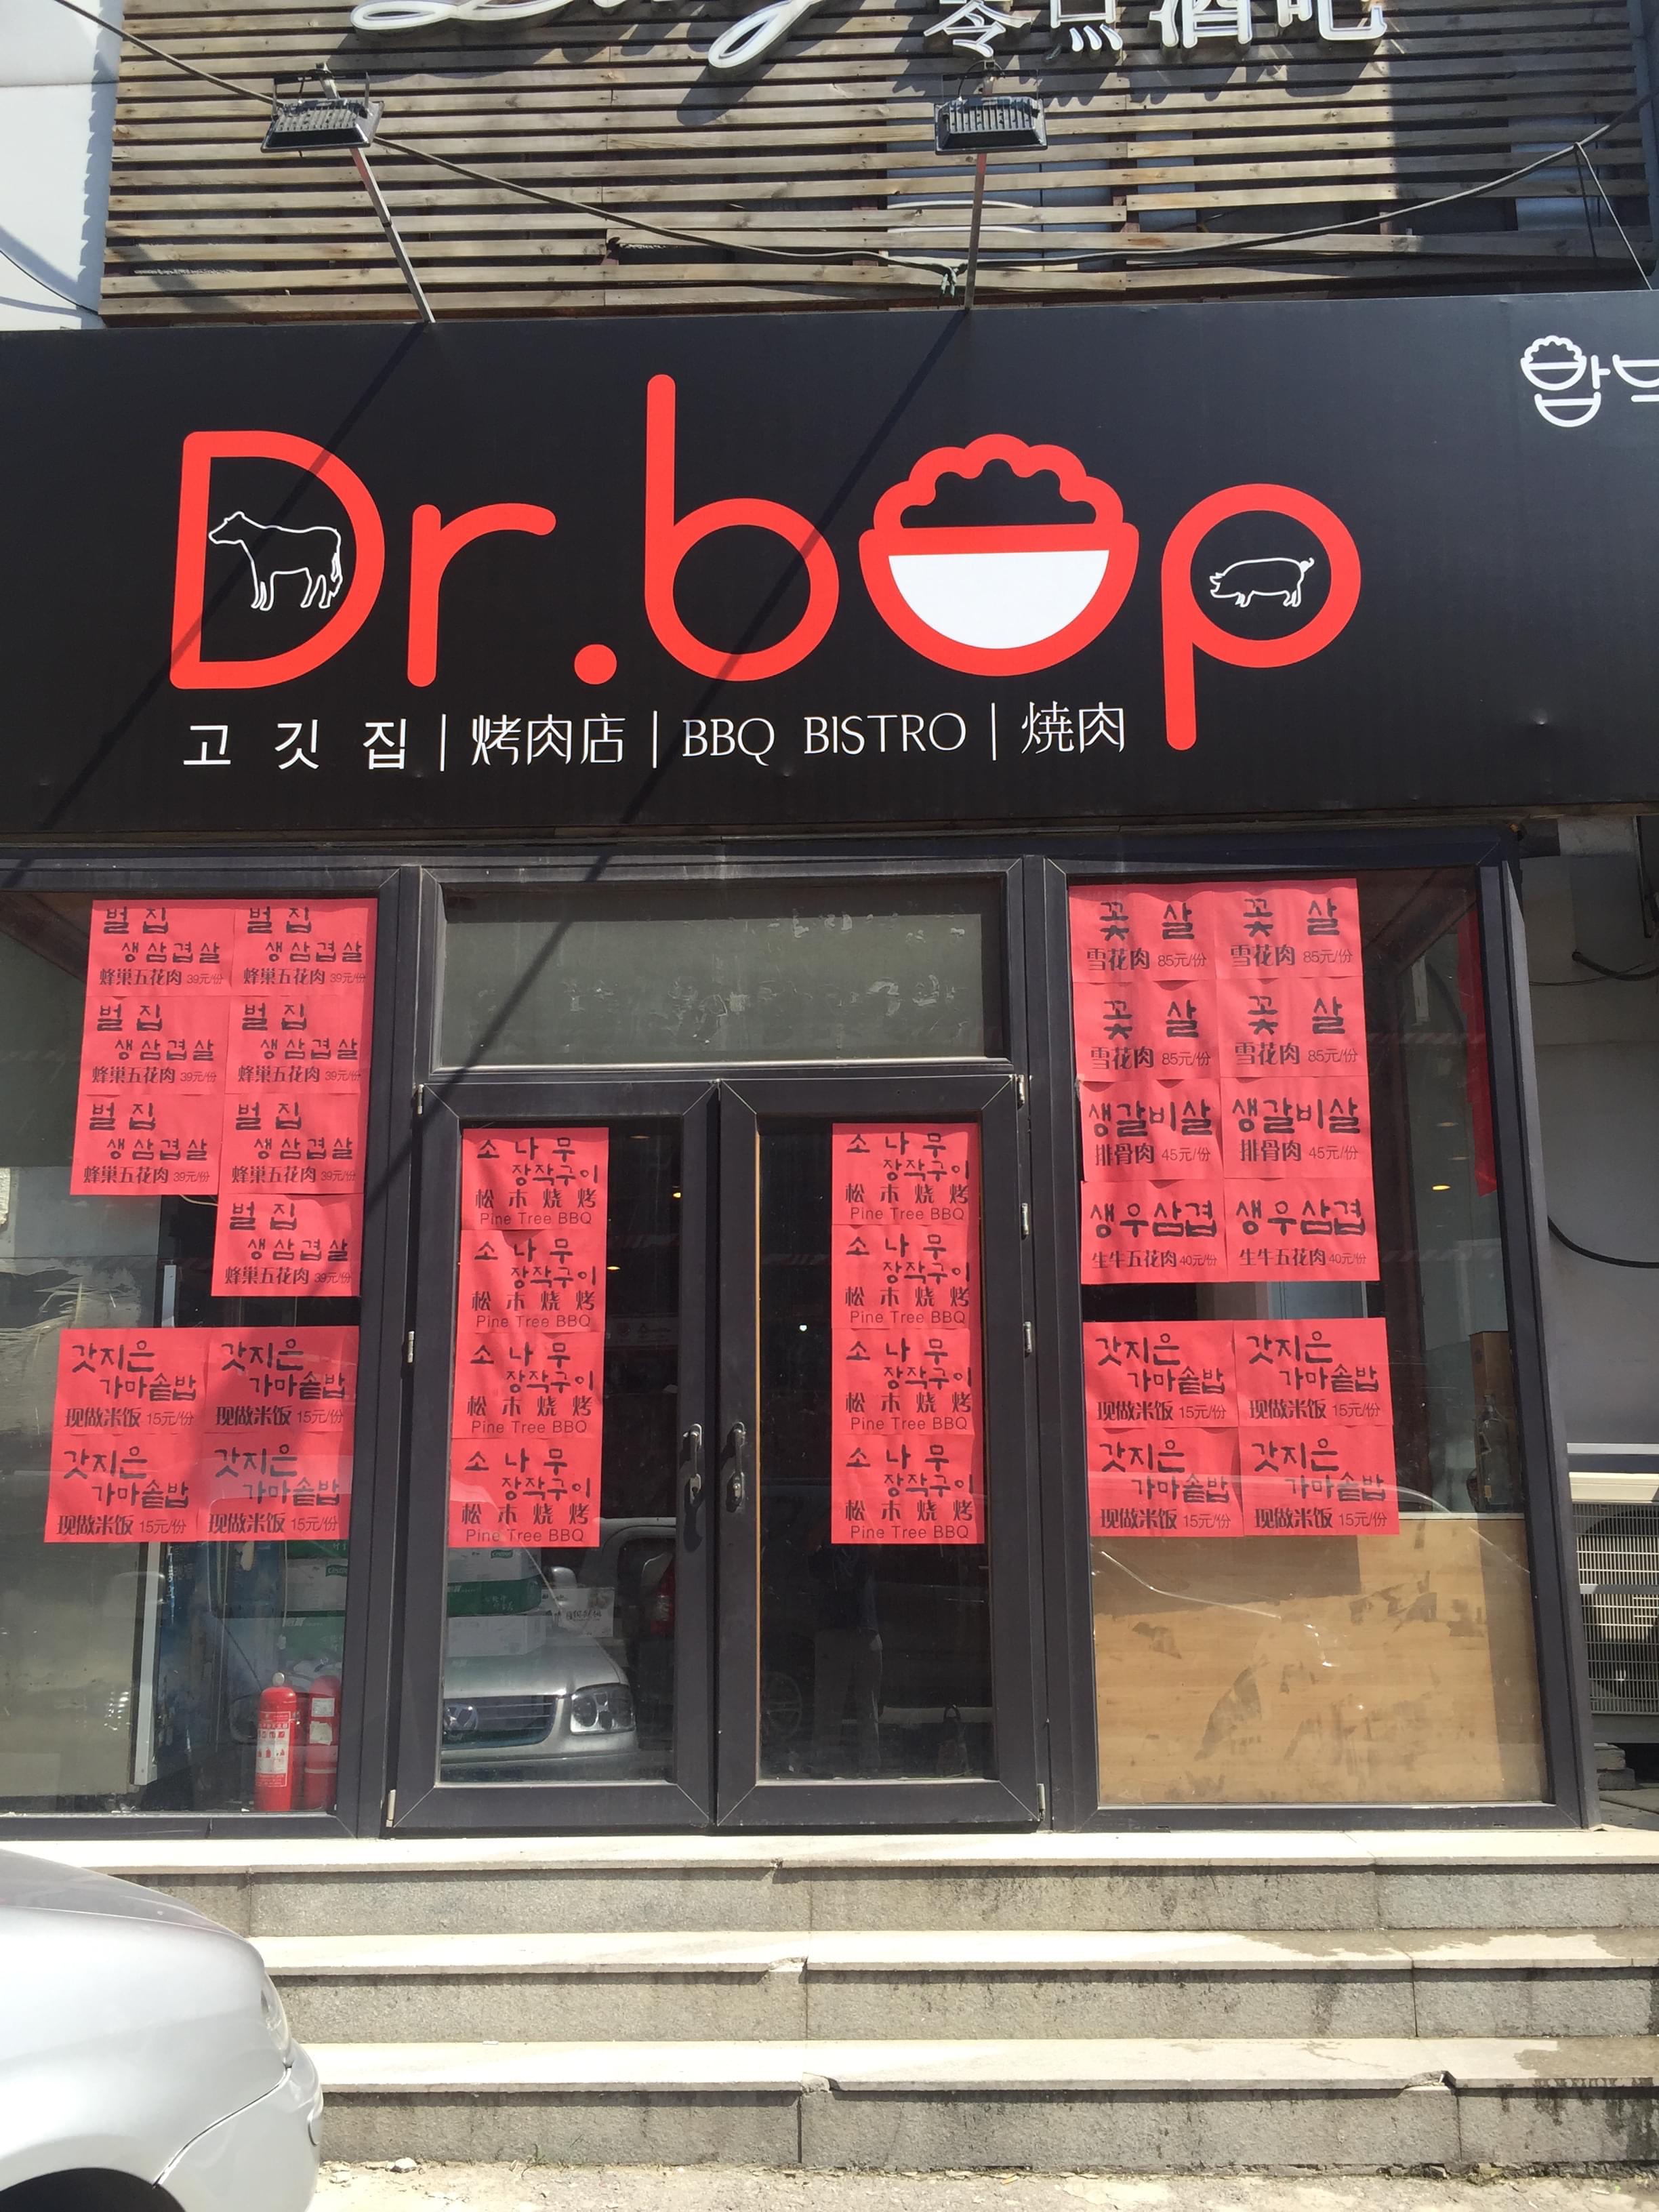 零点酒吧
Dr.bop
고깃집 | 烤肉店 | BBQ BISTRO | 焼肉
벌집 벌집
생삼겹살 생삼겹살
蜂巢五花肉 39元/份 蜂巢五花肉 39元/份
벌집 벌집
생삼겹살 생삼겹살
蜂巢五花肉 39元/份 蜂巢五花肉 39元/份
벌집 벌집
생삼겹살 생삼겹살
蜂巢五花肉 39元/份 蜂巢五花肉 39元/份
벌집
생삼겹살
蜂巢五花肉 39元/份
갓지은 갓지은
가마솥밥 가마솥밥
现做米饭 15元/份 现做米饭 15元/份
갓지은 갓지은
가마솥밥 가마솥밥
现做米饭 15元/份 现做米饭 15元/份
소나무
장작구이
松木烧烤
Pine Tree BBQ
소나무
장작구이
松木烧烤
Pine Tree BBQ
소나무
장작구이
松木烧烤
Pine Tree BBQ
소나무
장작구이
松木烧烤
Pine Tree BBQ
소나무
장작구이
松木烧烤
Pine Tree BBQ
소나무
장작구이
松木烧烤
Pine Tree BBQ
소나무
장작구이
松木烧烤
Pine Tree BBQ
소나무
장작구이
松木烧烤
Pine Tree BBQ
꽃살 꽃살
雪花肉 85元/份 雪花肉 85元/份
꽃살 꽃살
雪花肉 85元/份 雪花肉 85元/份
생갈비살 생갈비살
排骨肉 45元/份 排骨肉 45元/份
생우삼겹 생우삼겹
生牛五花肉 40元/份 生牛五花肉 40元/份
갓지은 갓지은
가마솥밥 가마솥밥
现做米饭 15元/份 现做米饭 15元/份
갓지은 갓지은
가마솥밥 가마솥밥
现做米饭 15元/份 现做米饭 15元/份